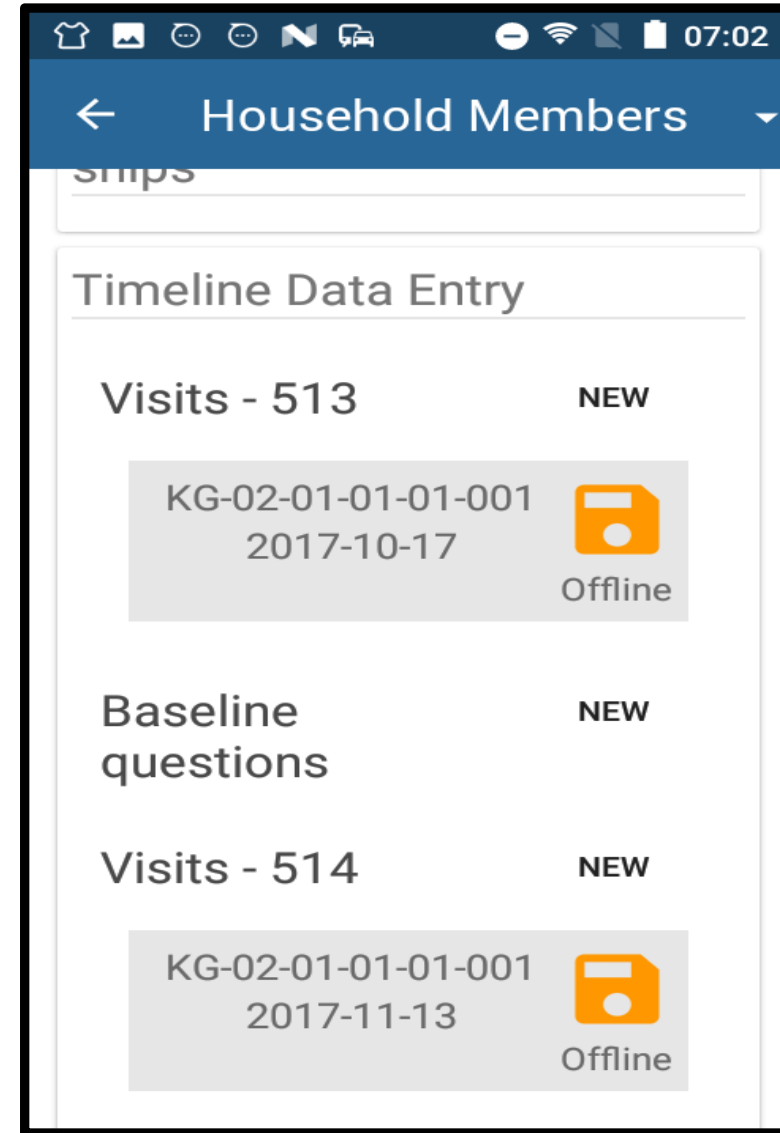 07:02
Household Members
ships
Timeline Data Entry
Visits - 513 NEW
KG-02-01-01-01-001
2017-10-17
Offline
Baseline NEW
questions
Visits - 514 NEW
KG-02-01-01-01-001
2017-11-13
Offline